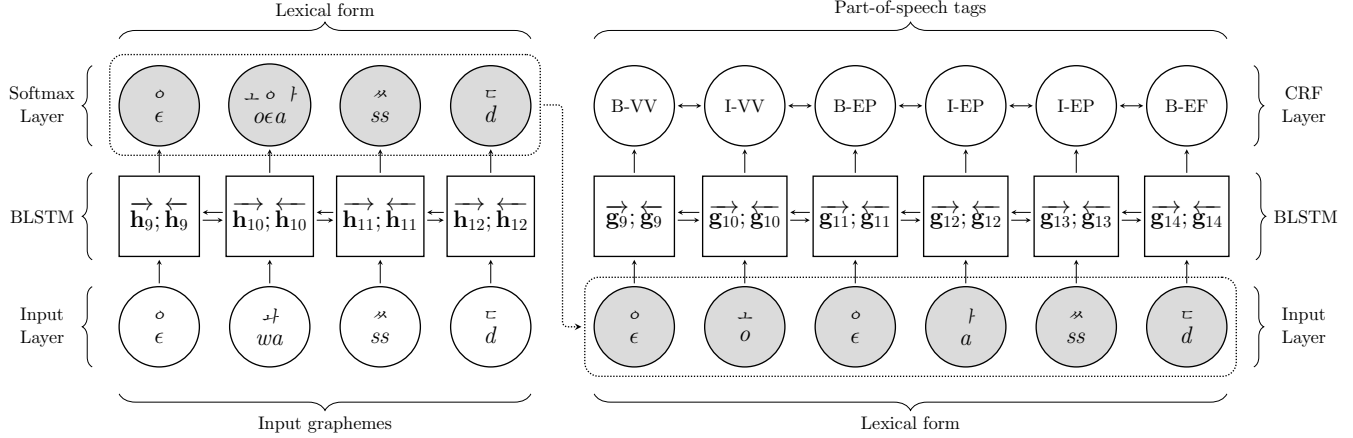 Lexical form
Part-of-speech tags
Softmax Layer
ㅇ ϵ
ㅗㅇㅏ oϵa
ㅆ ss
ㄷ d
B-VV
I-VV
B-EP
I-EP
I-EP
B-EF
CRF Layer
BLSTM
h⃗9; h⃖9
h⃗10; h⃖10
h⃗11; h⃖11
h⃗12; h⃖12
g⃗9; g⃖9
g⃗10; g⃖10
g⃗11; g⃖11
g⃗12; g⃖12
g⃗13; g⃖13
g⃗14; g⃖14
BLSTM
Input Layer
ㅇ ϵ
ㅘ wa
ㅆ ss
ㄷ d
ㅇ ϵ
ㅗ o
ㅇ ϵ
ㅏ a
ㅆ ss
ㄷ d
Input Layer
Input graphemes
Lexical form